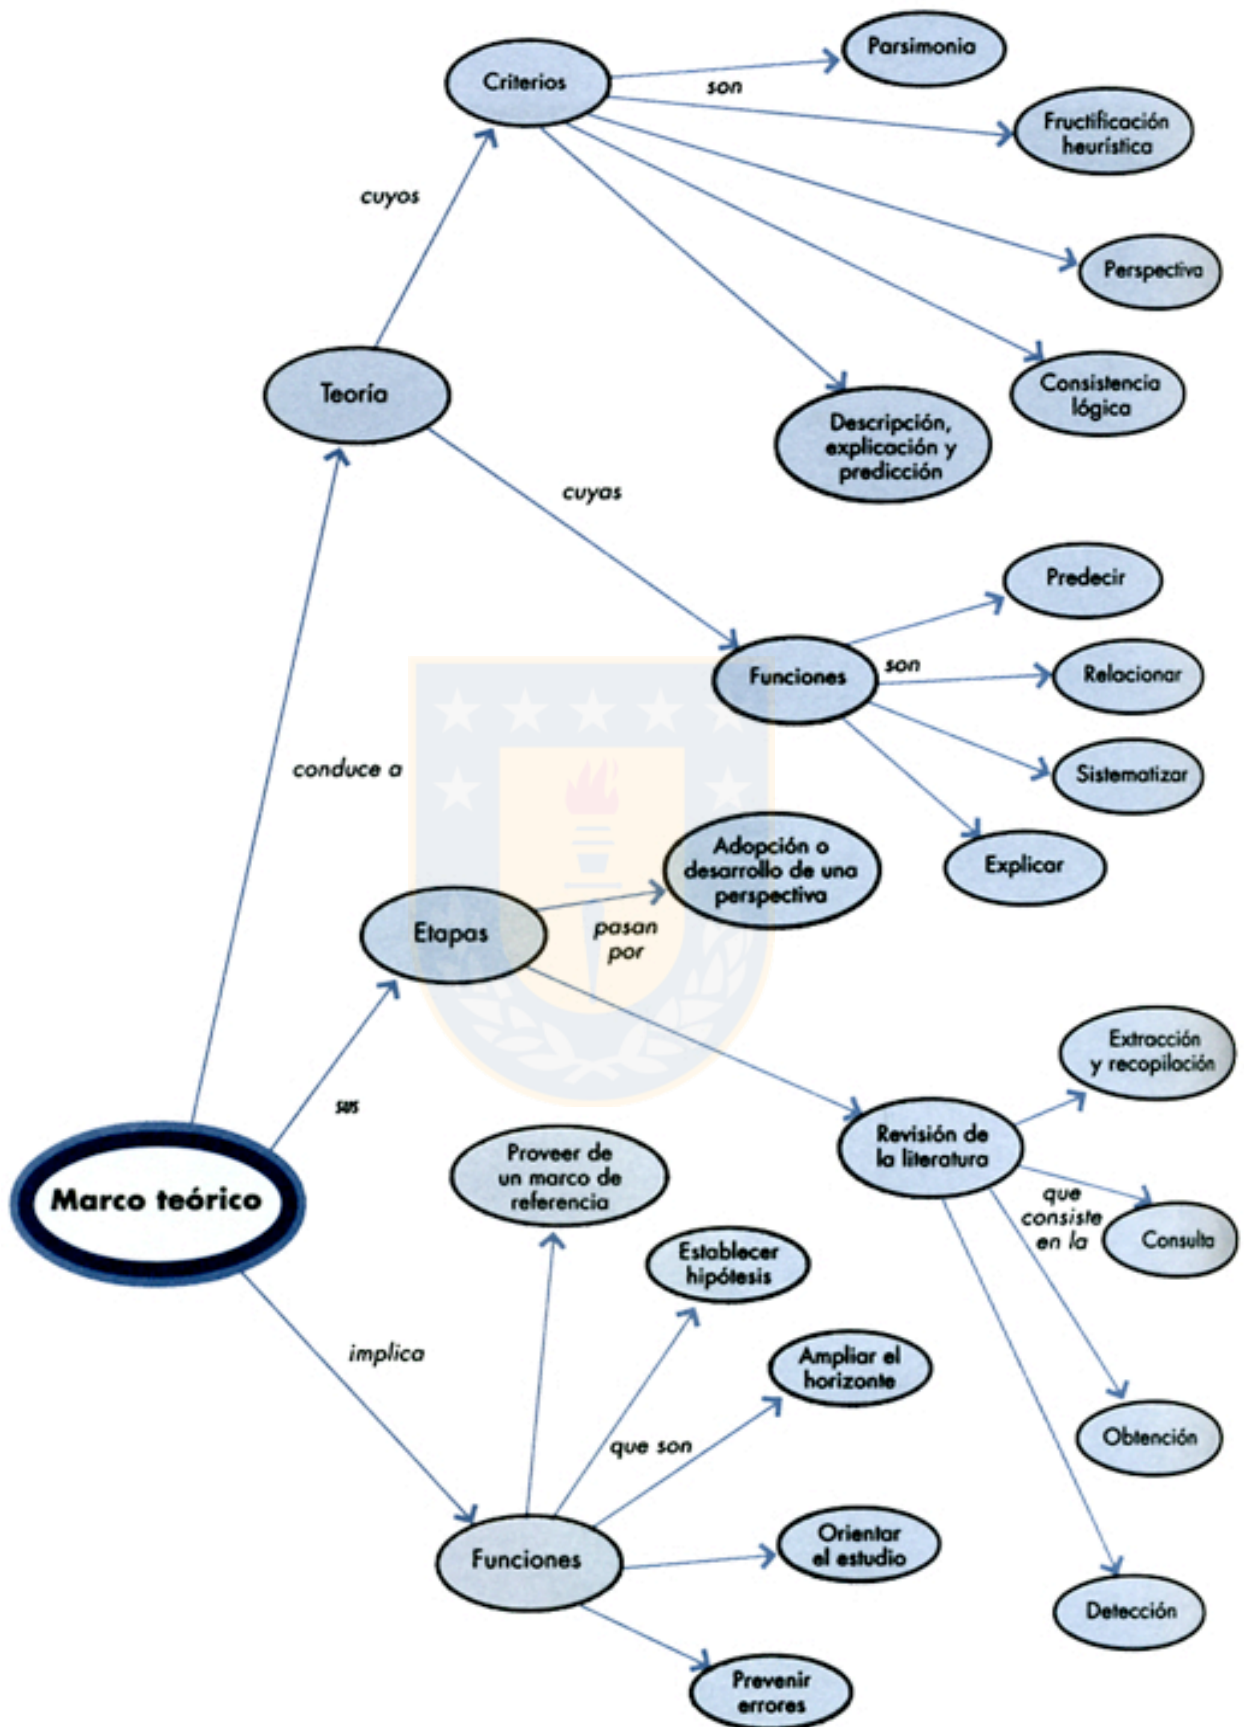 Parsimonia
Criterios
son
Fructificación
heurística
cuyos
Perspectiva
Teoría
Consistencia
lógica
Descripción,
explicación y
predicción
cuyas
Predecir
Funciones
son
Relacionar
conduce a
Sistematizar
Adopción o
desarrollo de una
perspectiva
Explicar
Etapas
pasan
por
Extracción
y recopilación
sus
Revisión de
la literatura
Proveer de
un marco de
referencia
Marco teórico
que
consiste
en la
Consulta
Establecer
hipótesis
implica
Ampliar el
horizonte
que son
Obtención
Orientar
el estudio
Funciones
Detección
Prevenir
errores